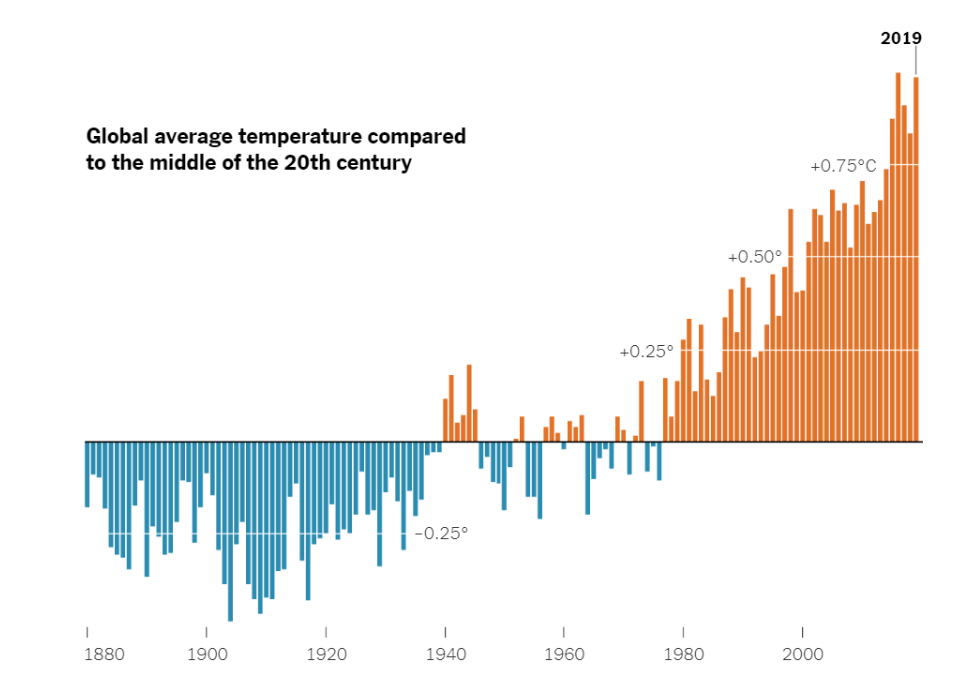 2019
Global average temperature compared
to the middle of the 20th century
+0.75°C
+0.50°
+0.25°
−0.25°
1880 1900 1920 1940 1960 1980 2000